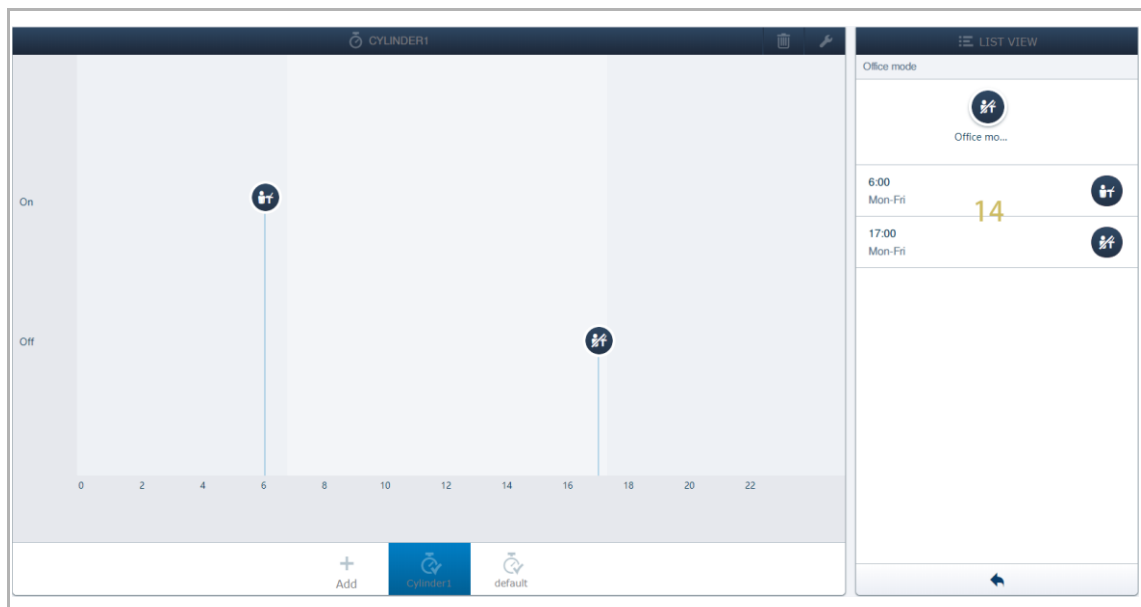 CYLINDER1
On
Off
0 2 4 6 8 10 12 14 16 18 20 22
Add
Cylinder1
default
LIST VIEW
Office mode
Office mo...
6:00
Mon-Fri
14
17:00
Mon-Fri